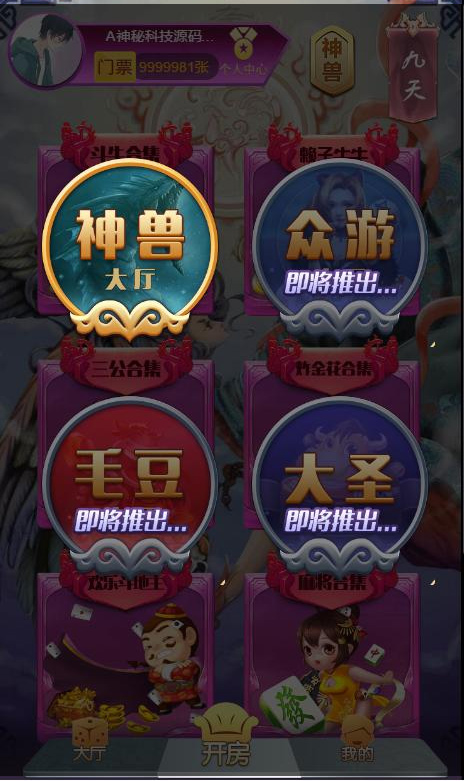 A神秘科技源码...
门票 9999981张
个人中心
神兽
九天
斗牛合集
癞子牛牛
神兽
大厅
众游
即将推出...
三公合集
炸金花合集
毛豆
即将推出...
大圣
即将推出...
欢乐斗地主
麻将合集
發
大厅
开房
我的